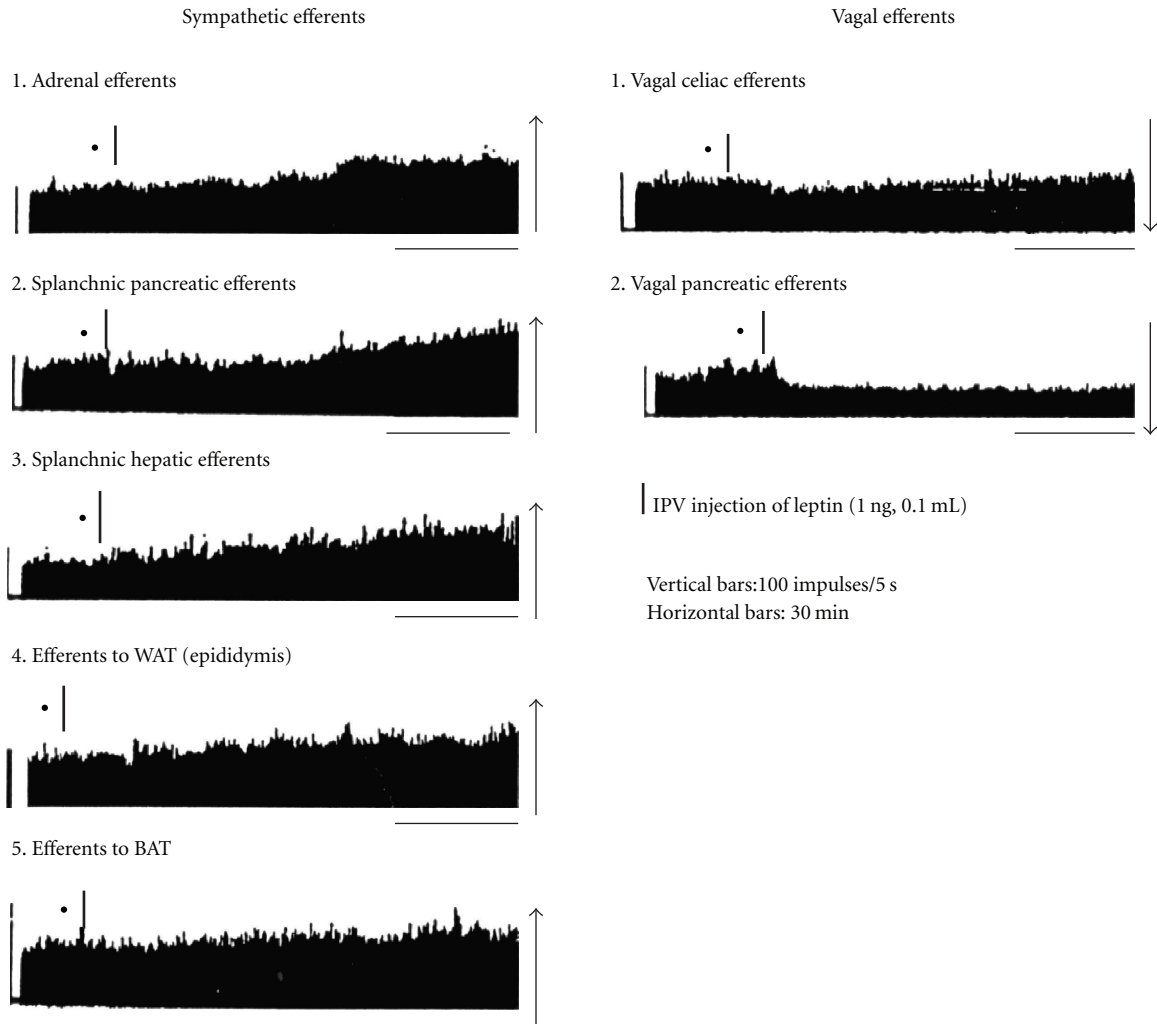 Sympathetic efferents
1. Adrenal efferents
2. Splanchnic pancreatic efferents
3. Splanchnic hepatic efferents
4. Efferents to WAT (epididymis)
5. Efferents to BAT
Vagal efferents
1. Vagal celiac efferents
2. Vagal pancreatic efferents
IPV injection of leptin (1 ng, 0.1 mL)
Vertical bars:100 impulses/5 s
Horizontal bars: 30 min